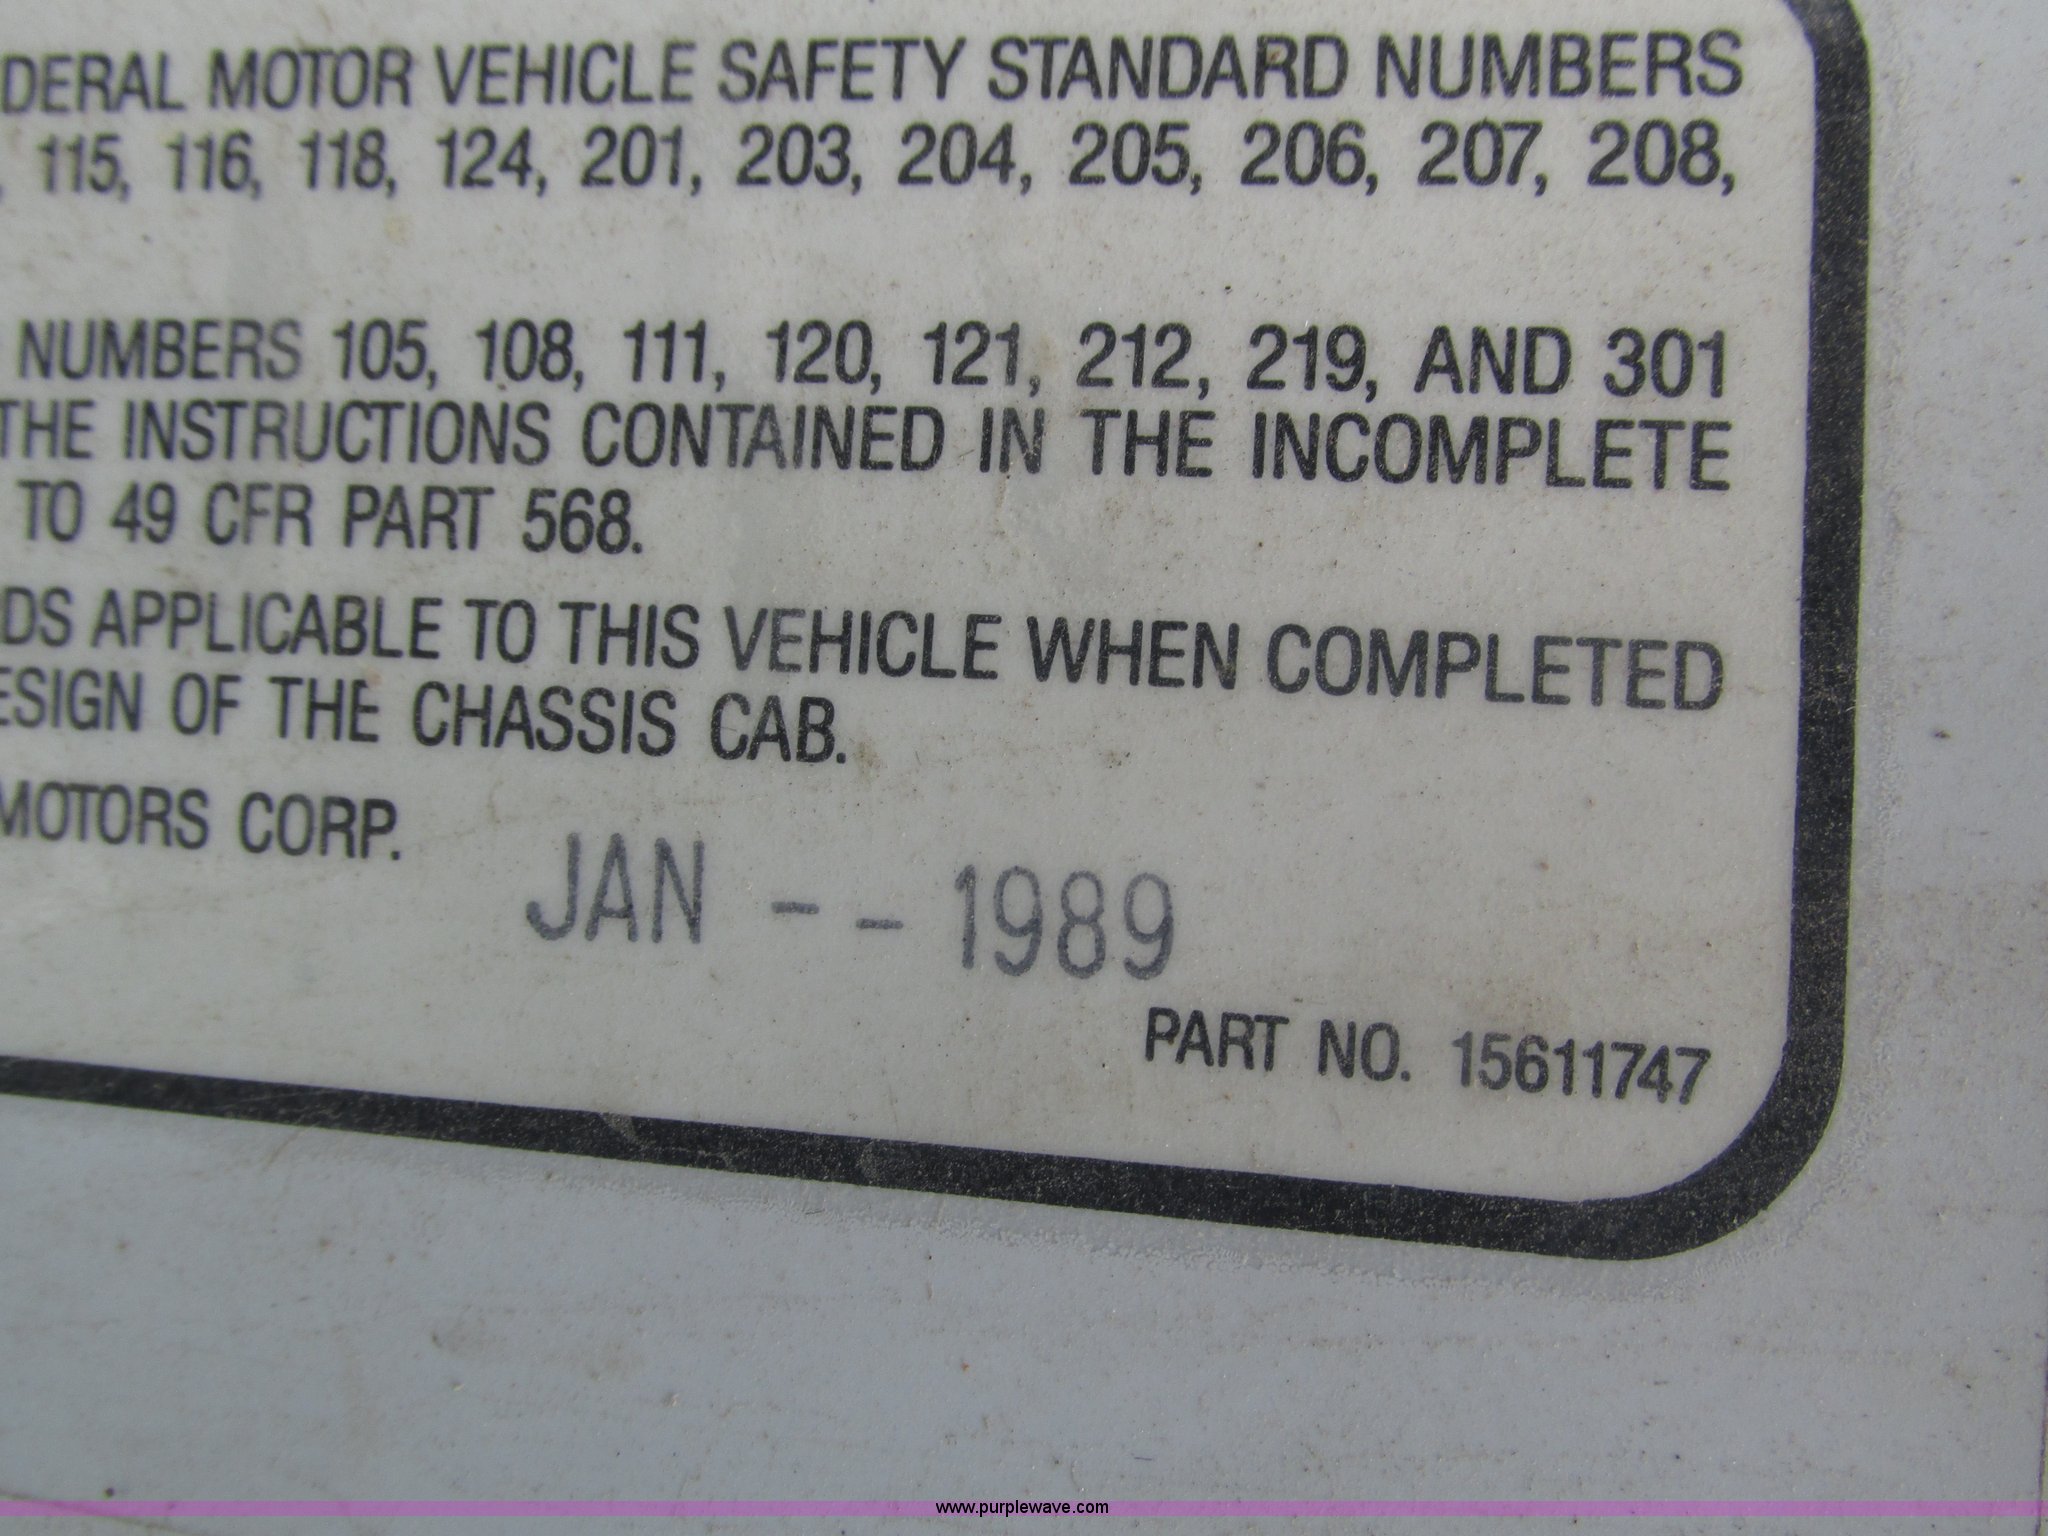 DERAL MOTOR VEHICLE SAFETY STANDARD NUMBERS
, 115, 116, 118, 124, 201, 203, 204, 205, 206, 207, 208,
NUMBERS 105, 108, 111, 120, 121, 212, 219, AND 301
THE INSTRUCTIONS CONTAINED IN THE INCOMPLETE
TO 49 CFR PART 568.
DS APPLICABLE TO THIS VEHICLE WHEN COMPLETED
ESIGN OF THE CHASSIS CAB.
MOTORS CORP.
JAN -- 1989
PART NO. 15611747
www.purplewave.com